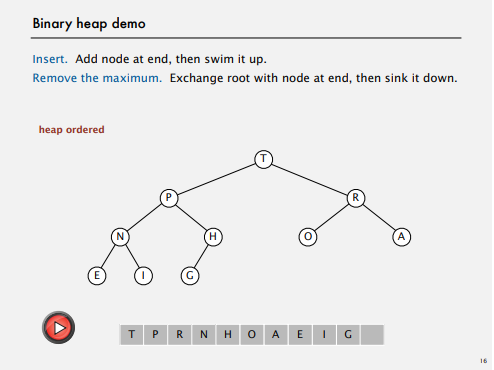 Binary heap demo
Insert. Add node at end, then swim it up.
Remove the maximum. Exchange root with node at end, then sink it down.
heap ordered
T
P R
N H O A
E I G
T P R N H O A E I G
16